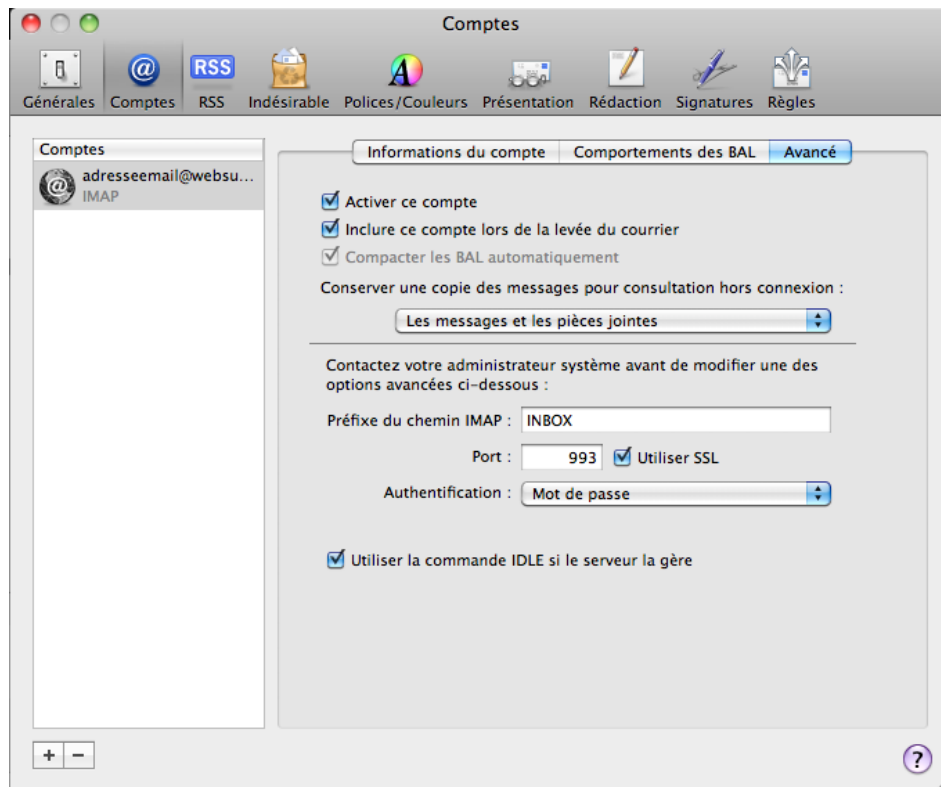 Comptes
RSS
Générales Comptes RSS Indésirable Polices/Couleurs Présentation Rédaction Signatures Règles
Comptes
adresseemail@websu...
IMAP
Informations du compte Comportements des BAL Avancé
Activer ce compte
Inclure ce compte lors de la levée du courrier
Compacter les BAL automatiquement
Conserver une copie des messages pour consultation hors connexion :
Les messages et les pièces jointes
Contactez votre administrateur système avant de modifier une des
options avancées ci-dessous :
Préfixe du chemin IMAP : INBOX
Port : 993 Utiliser SSL
Authentification : Mot de passe
Utiliser la commande IDLE si le serveur la gère
+ − ?